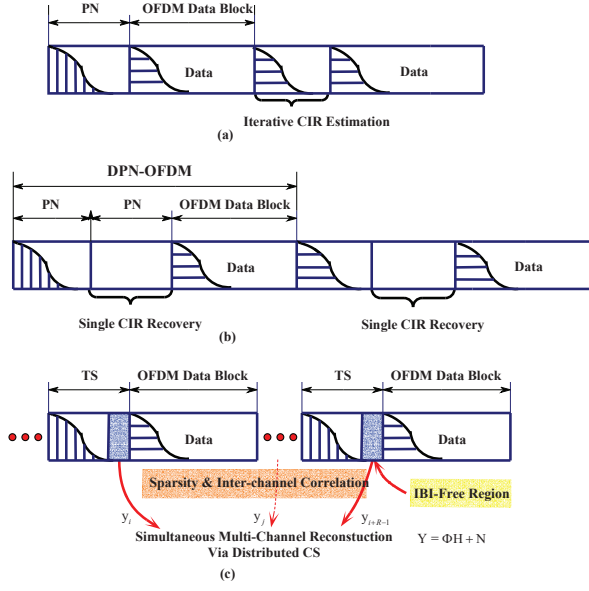 PN OFDM Data Block
Data Data
Iterative CIR Estimation
(a)
DPN-OFDM
PN PN OFDM Data Block
Data Data
Single CIR Recovery Single CIR Recovery
(b)
TS OFDM Data Block TS OFDM Data Block
Data Data
Sparsity & Inter-channel Correlation
IBI-Free Region
y_i y_j y_{i+R-1}
Simultaneous Multi-Channel Reconstuction
Via Distributed CS
Y = ΦH + N
(c)